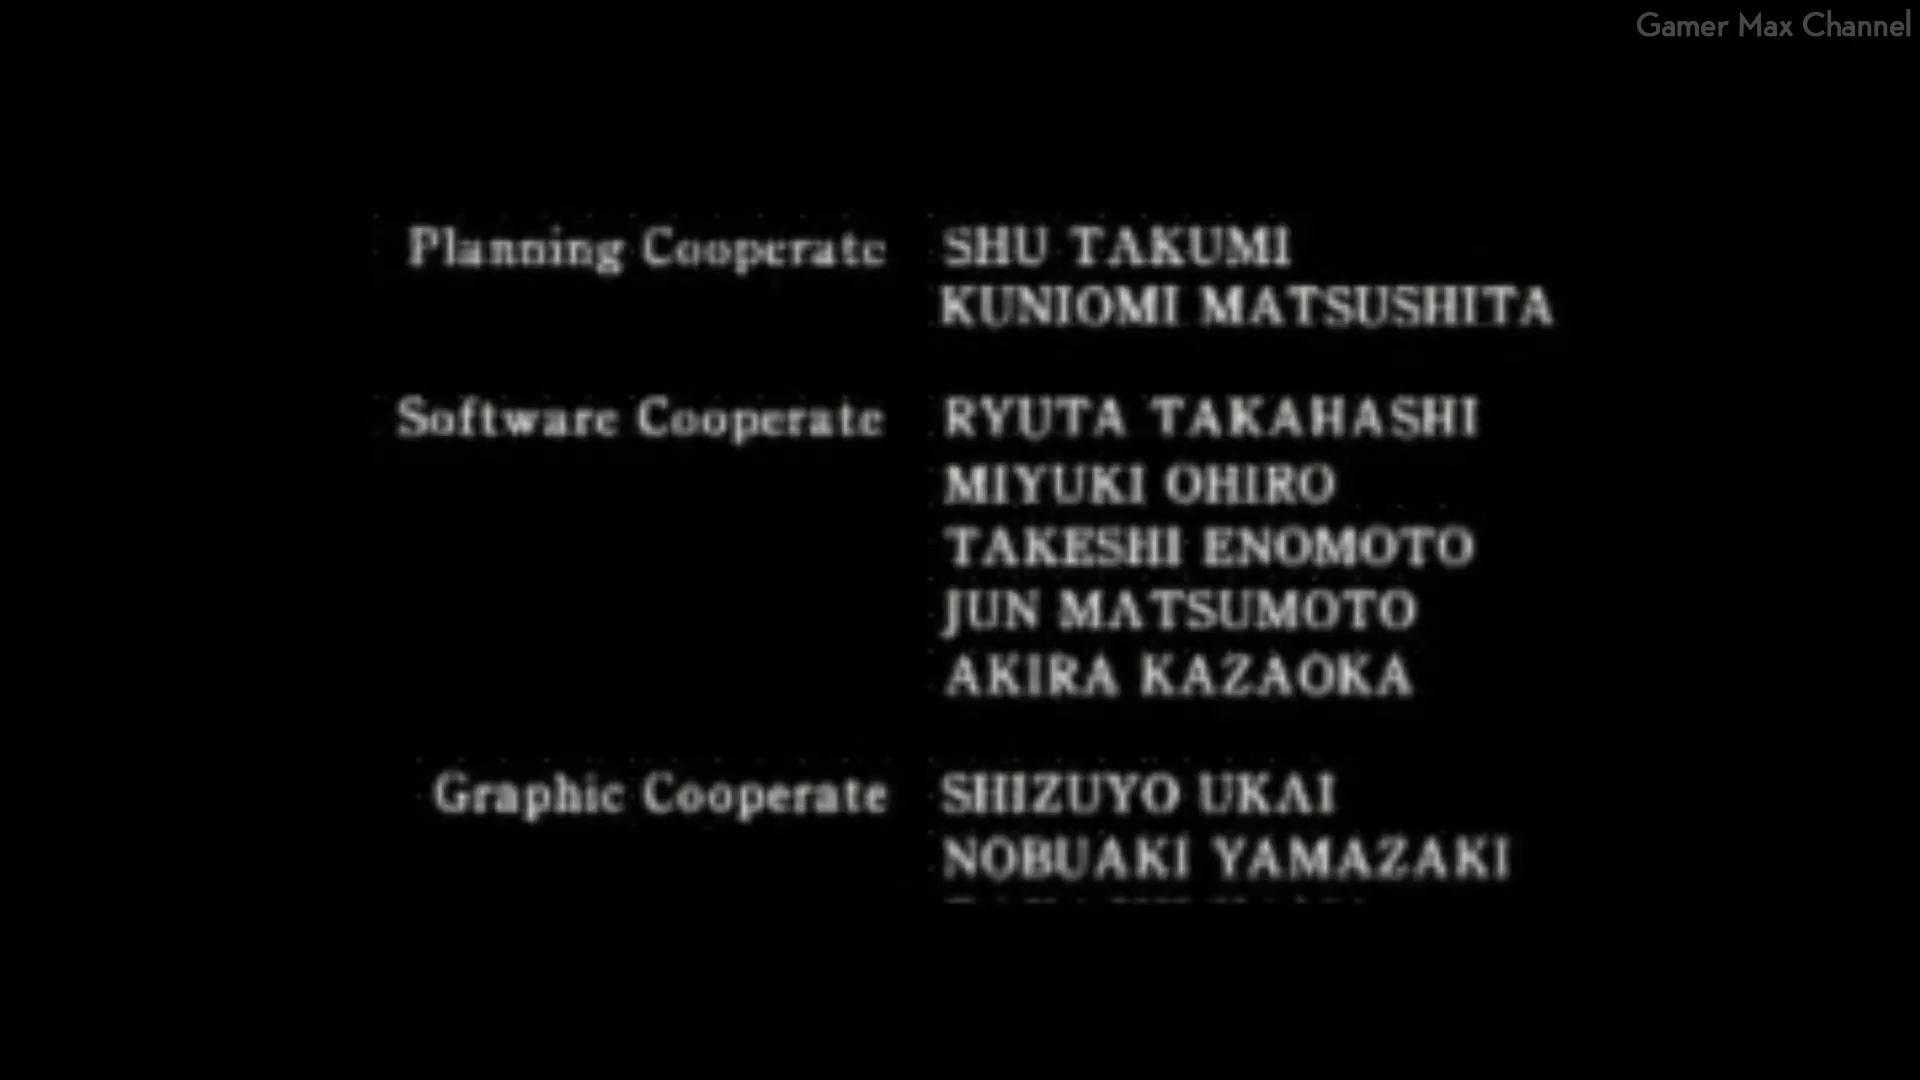 Gamer Max Channel
Planning Cooperate SHU TAKUMI
KUNIOMI MATSUSHITA
Software Cooperate RYUTA TAKAHASHI
MIYUKI OHIRO
TAKESHI ENOMOTO
JUN MATSUMOTO
AKIRA KAZAOKA
Graphic Cooperate SHIZUYO UKAI
NOBUAKI YAMAZAKI